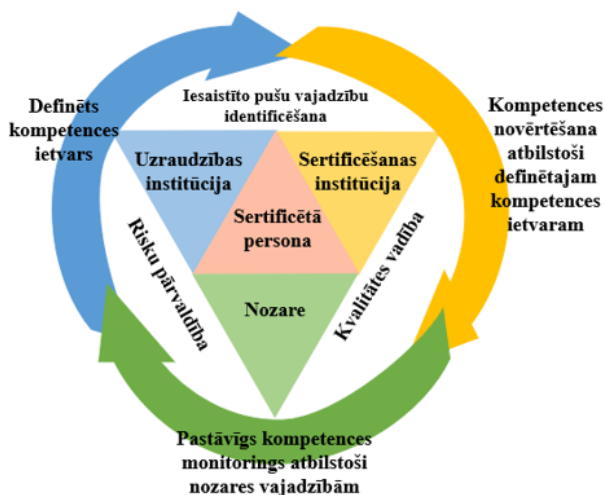 Definēts
kompetences
ietvars
Iesaistīto pušu vajadzību
identificēšana
Kompetences
novērtēšana
atbilstoši
definētajam
kompetences
ietvaram
Uzraudzības
institūcija
Sertificēšanas
institūcija
Sertificētā
persona
Risku pārvaldība
Kvalitātes vadība
Nozare
Pastāvīgs kompetences
monitorings atbilstoši
nozares vajadzībām